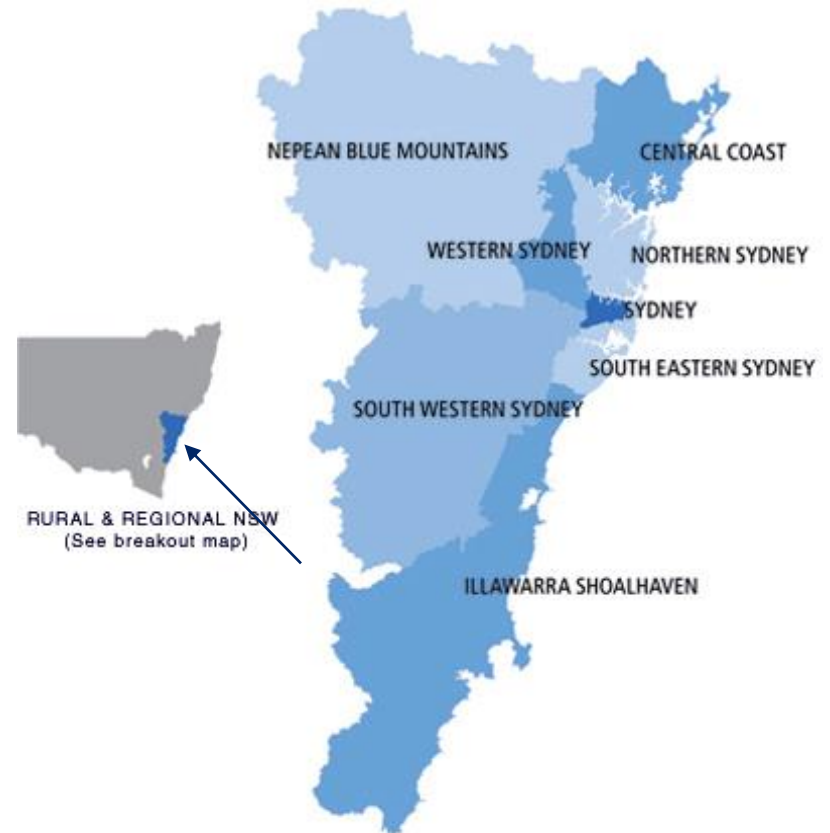 NEPEAN BLUE MOUNTAINS
CENTRAL COAST
WESTERN SYDNEY
NORTHERN SYDNEY
SYDNEY
SOUTH EASTERN SYDNEY
SOUTH WESTERN SYDNEY
RURAL & REGIONAL NSW
(See breakout map)
ILLAWARRA SHOALHAVEN